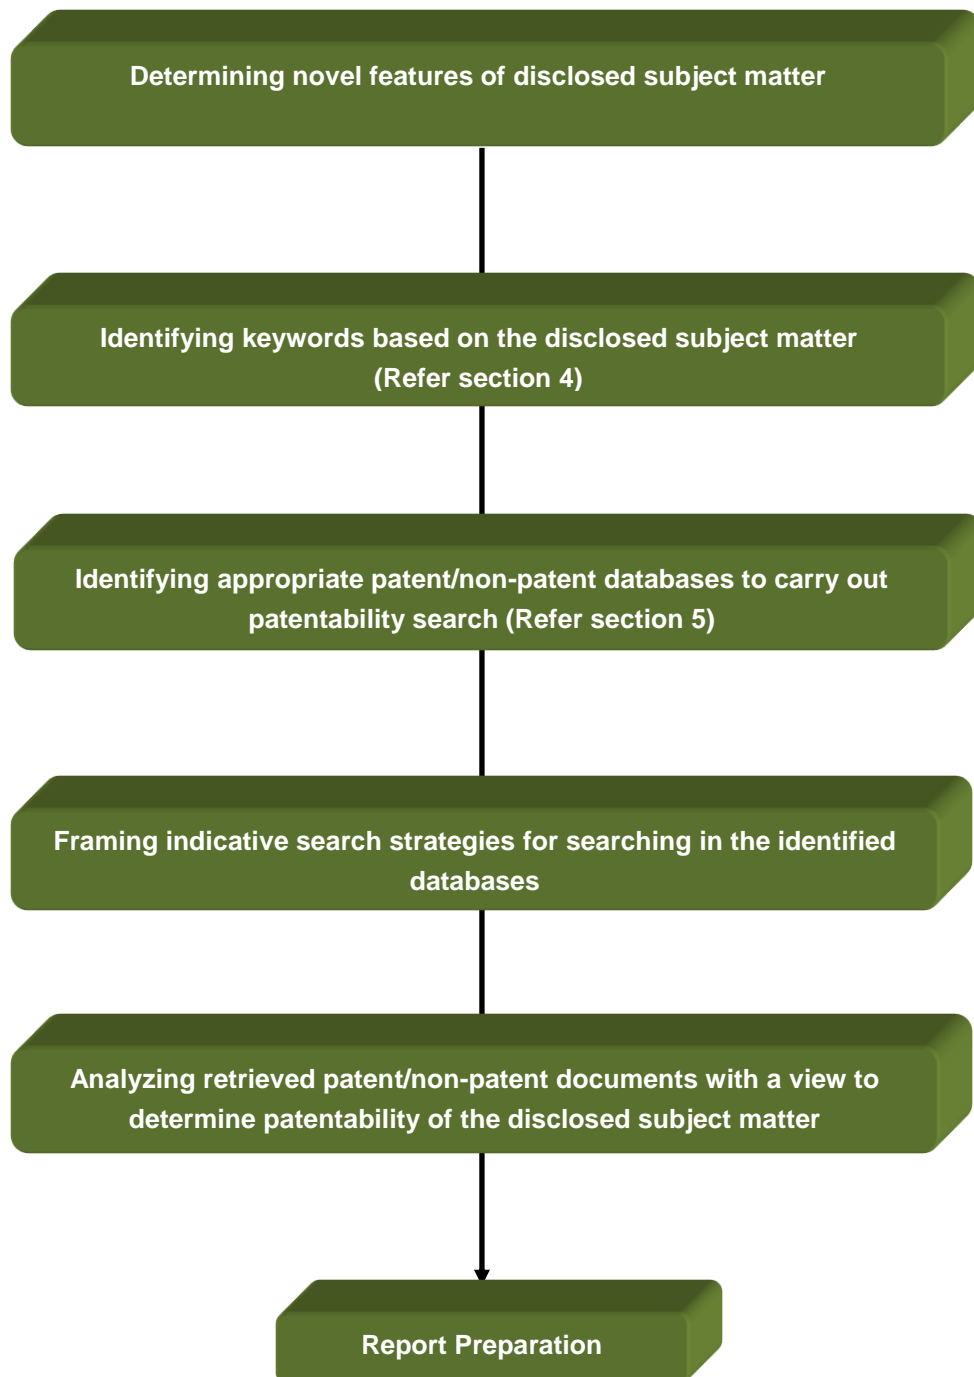 Determining novel features of disclosed subject matter
Identifying keywords based on the disclosed subject matter
(Refer section 4)
Identifying appropriate patent/non-patent databases to carry out
patentability search (Refer section 5)
Framing indicative search strategies for searching in the identified
databases
Analyzing retrieved patent/non-patent documents with a view to
determine patentability of the disclosed subject matter
Report Preparation